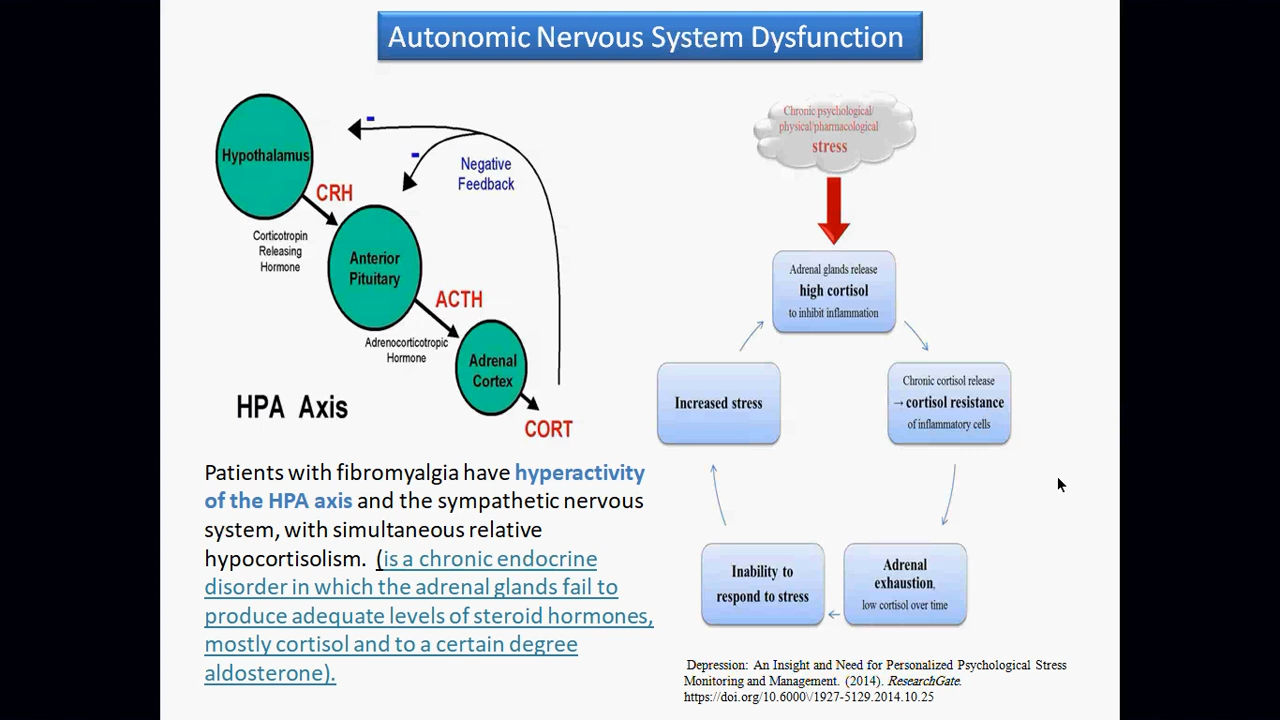 Autonomic Nervous System Dysfunction
Hypothalamus
CRH
Corticotropin
Releasing
Hormone
Anterior
Pituitary
ACTH
Adrenocorticotropic
Hormone
Adrenal
Cortex
CORT
-
-
Negative
Feedback
HPA Axis
Patients with fibromyalgia have hyperactivity
of the HPA axis and the sympathetic nervous
system, with simultaneous relative
hypocortisolism. (is a chronic endocrine
disorder in which the adrenal glands fail to
produce adequate levels of steroid hormones,
mostly cortisol and to a certain degree
aldosterone).
Chronic psychological/
physical/pharmacological
stress
Adrenal glands release
high cortisol
to inhibit inflammation
Chronic cortisol release
→cortisol resistance
of inflammatory cells
Adrenal
exhaustion,
low cortisol over time
Inability to
respond to stress
Increased stress
Depression: An Insight and Need for Personalized Psychological Stress
Monitoring and Management. (2014). ResearchGate.
https://doi.org/10.6000\/1927-5129.2014.10.25